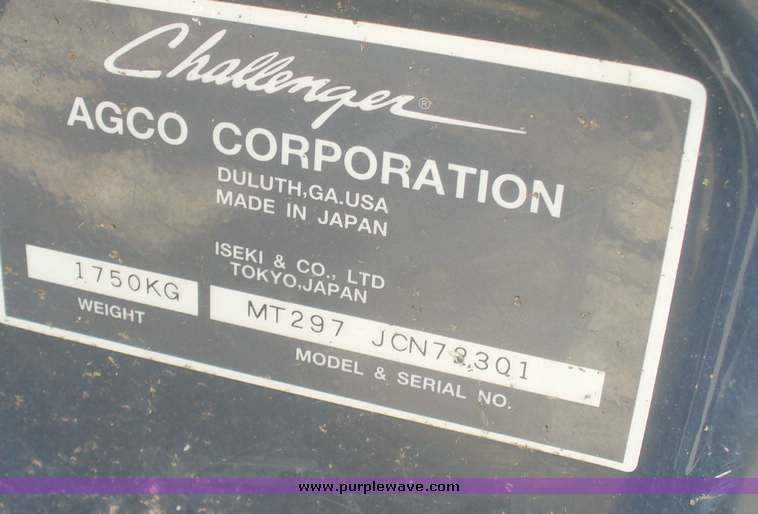 Challenger®
AGCO CORPORATION
DULUTH,GA.USA
MADE IN JAPAN
ISEKI & CO., LTD
TOKYO,JAPAN
1750KG
WEIGHT
MT297
MODEL & SERIAL NO.
www.purplewave.com